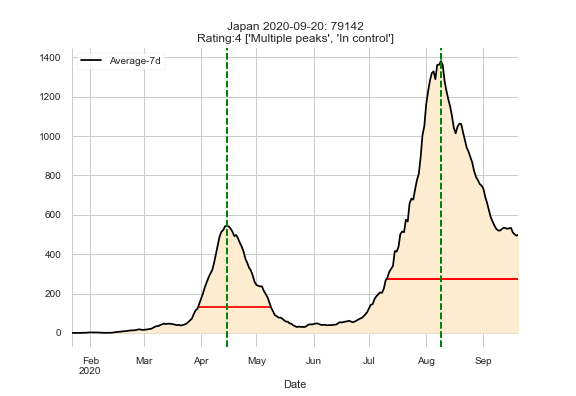 Japan 2020-09-20: 79142
Rating:4 ['Multiple peaks', 'In control']
Average-7d
1400
1200
1000
800
600
400
200
0
Feb Mar Apr May Jun Jul Aug Sep
2020
Date